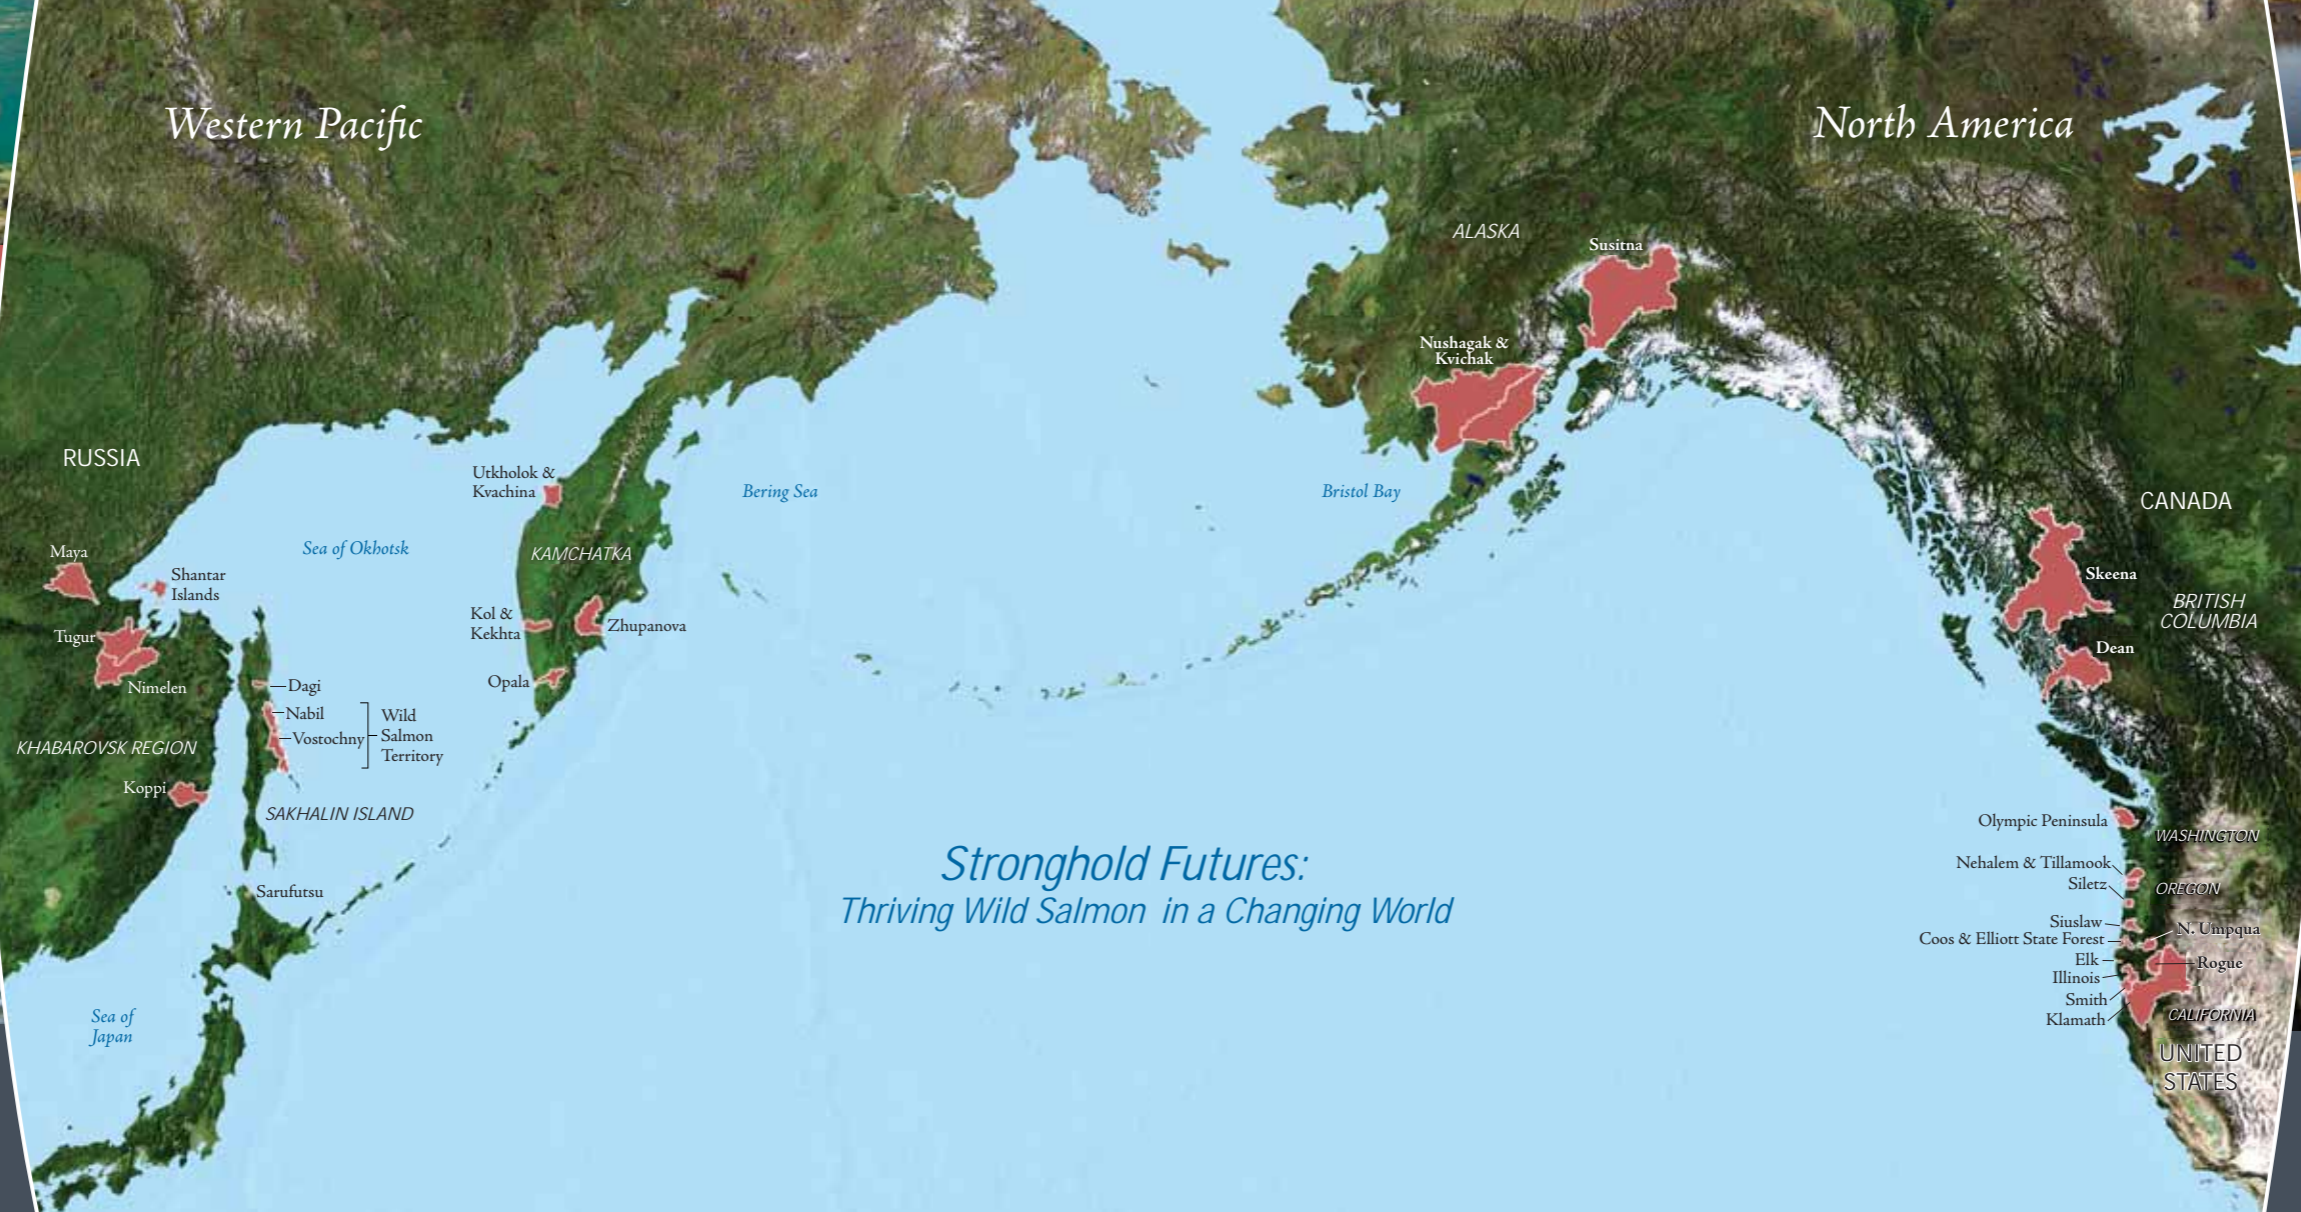 Western Pacific
North America
ALASKA
Susitna
Nushagak &
Kvichak
RUSSIA
Utkholok &
Kvachina
Bering Sea
Bristol Bay
CANADA
Sea of Okhotsk
KAMCHATKA
Maya
Shantar
Islands
Skeena
BRITISH
COLUMBIA
Kol &
Kekhta
Zhupanova
Tugur
Dean
Opala
Nimelen
Dagi
Nabil
Vostochny
Wild
Salmon
Territory
KHABAROVSK REGION
Koppi
SAKHALIN ISLAND
Olympic Peninsula
WASHINGTON
Stronghold Futures:
Thriving Wild Salmon in a Changing World
Nehalem & Tillamook
Siletz
OREGON
Sarufutsu
Siuslaw
N. Umpqua
Coos & Elliott State Forest
Elk
Rogue
Illinois
Smith
Klamath
CALIFORNIA
Sea of
Japan
UNITED
STATES